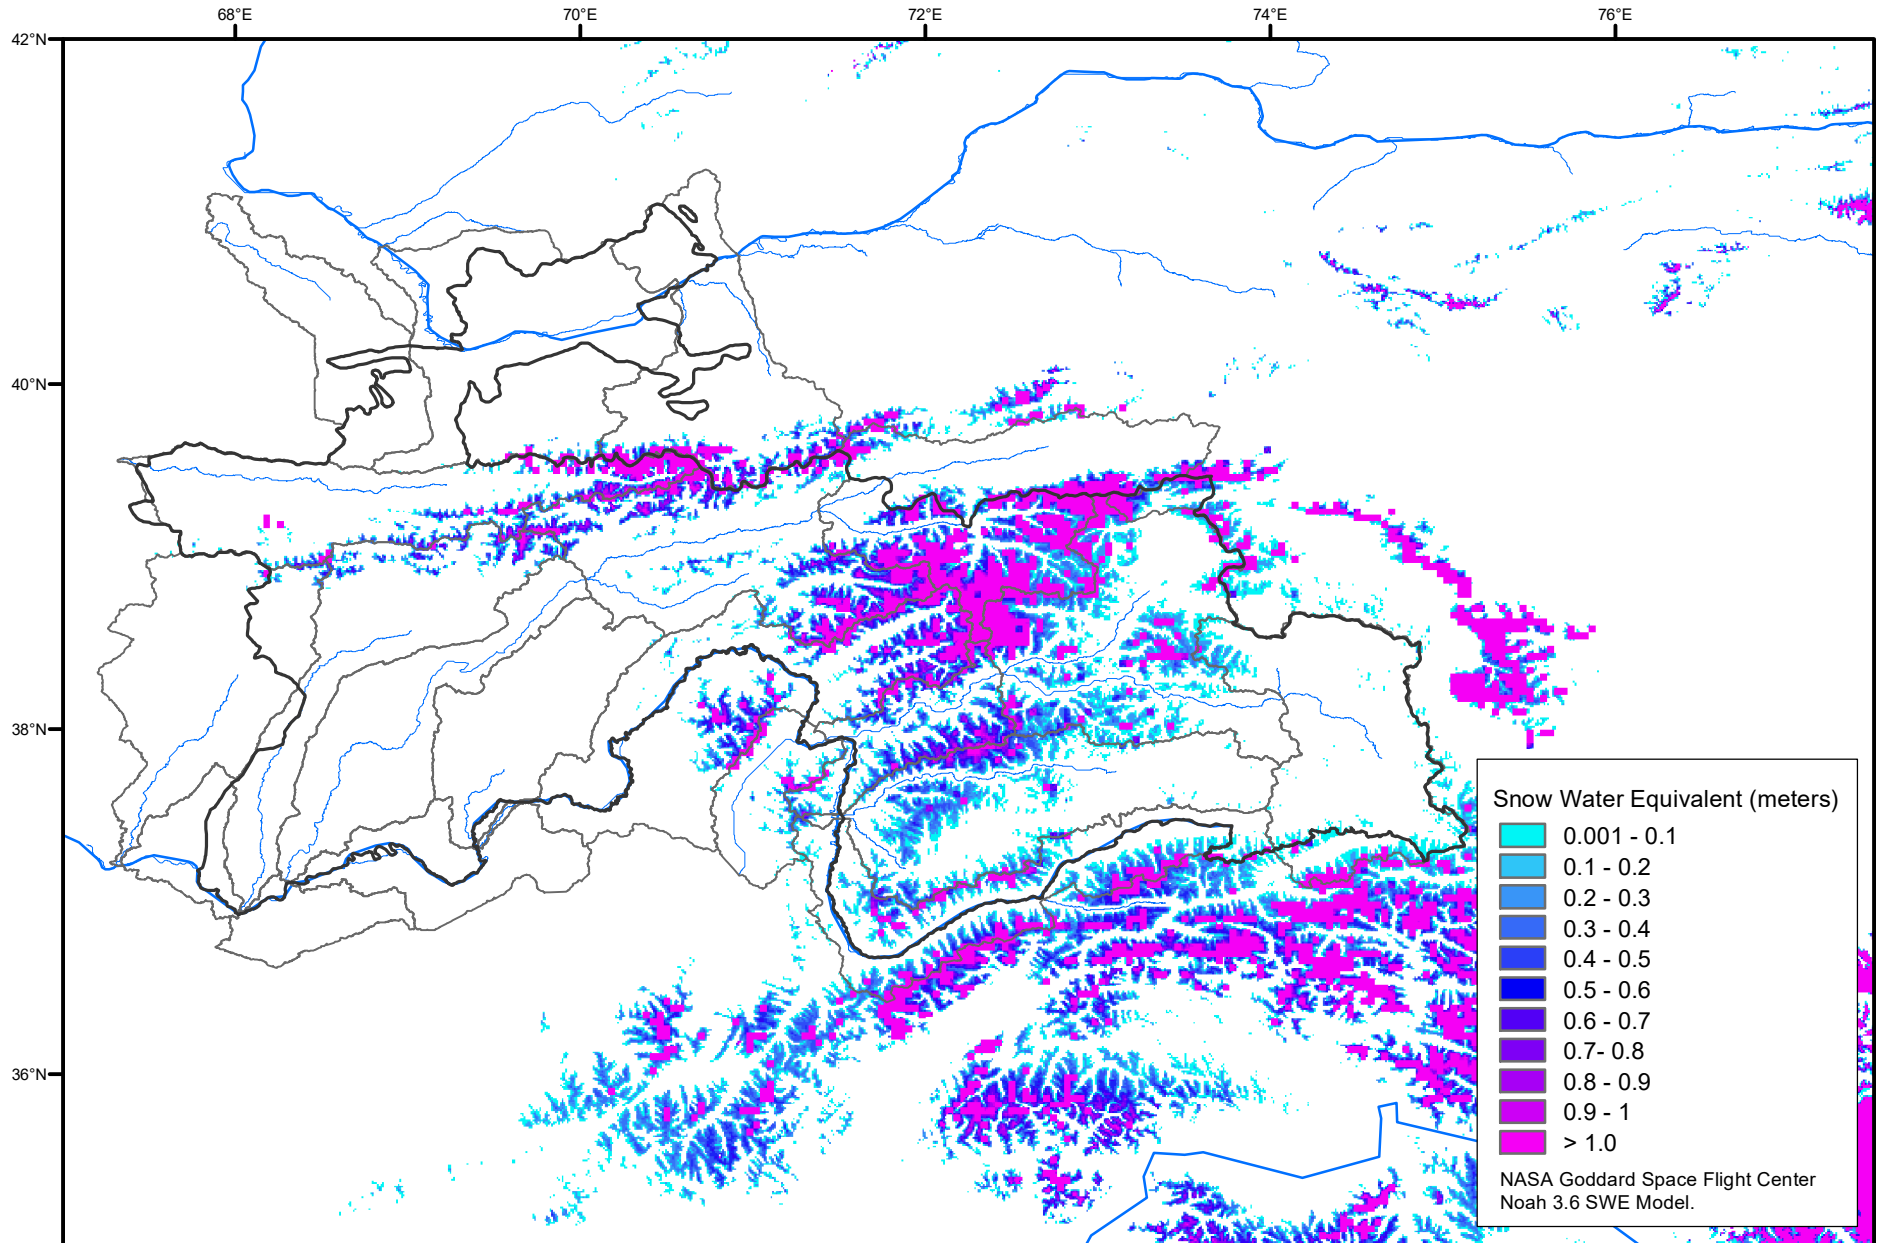 68°E 70°E 72°E 74°E 76°E
42°N
40°N
38°N
36°N
Snow Water Equivalent (meters)
0.001 - 0.1
0.1 - 0.2
0.2 - 0.3
0.3 - 0.4
0.4 - 0.5
0.5 - 0.6
0.6 - 0.7
0.7- 0.8
0.8 - 0.9
0.9 - 1
> 1.0
NASA Goddard Space Flight Center
Noah 3.6 SWE Model.